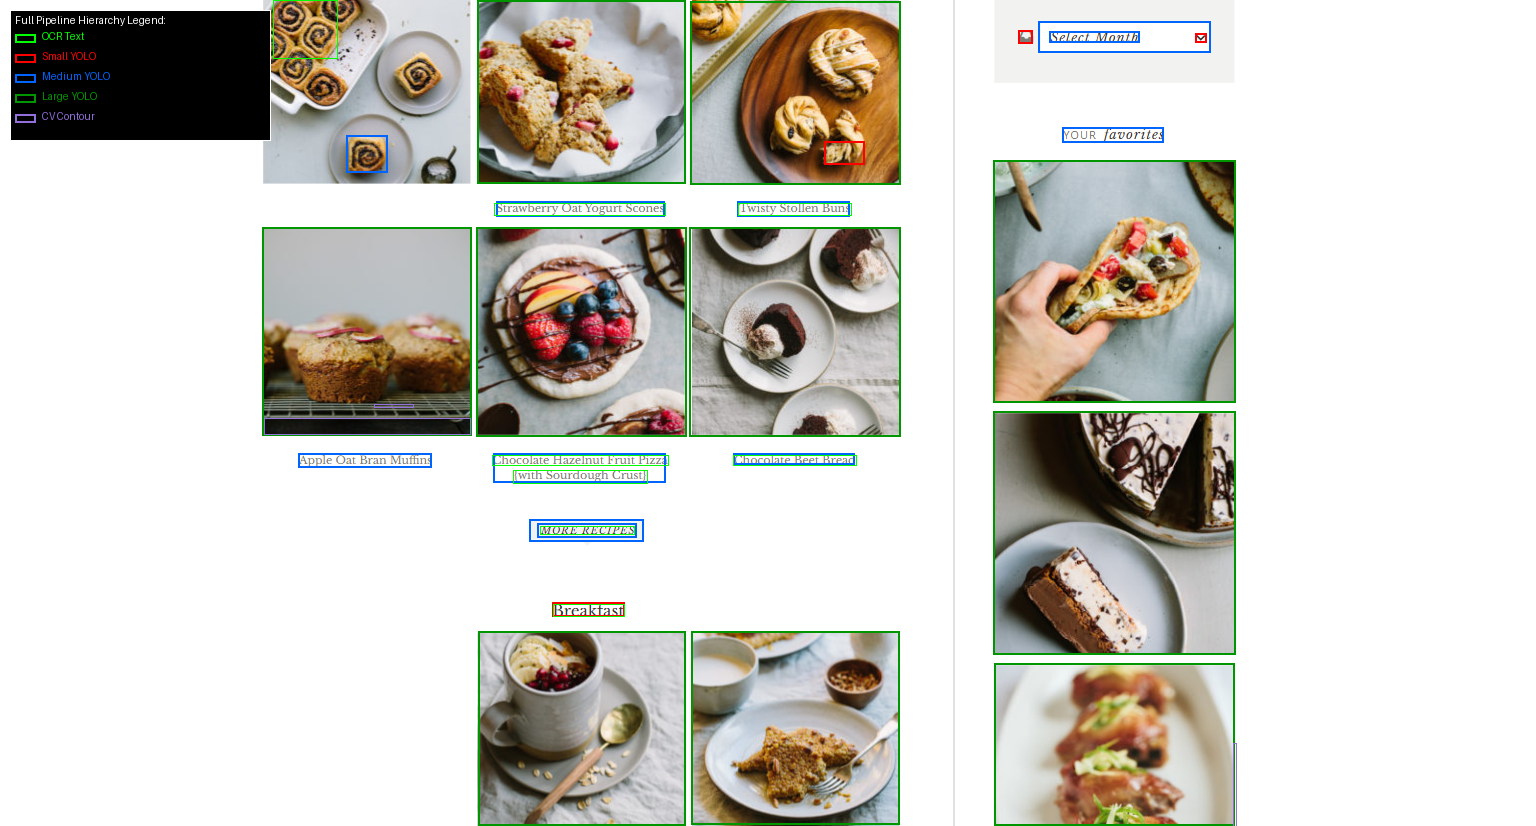 Full Pipeline Hierarchy Legend:
OCR Text
Small YOLO
Medium YOLO
Large YOLO
CV Contour
Select Month
YOUR favorites
Strawberry Oat Yogurt Scones
Twisty Stollen Buns
Apple Oat Bran Muffins
Chocolate Hazelnut Fruit Pizza
(with Sourdough Crust)
Chocolate Beet Bread
MORE RECIPES
Breakfast